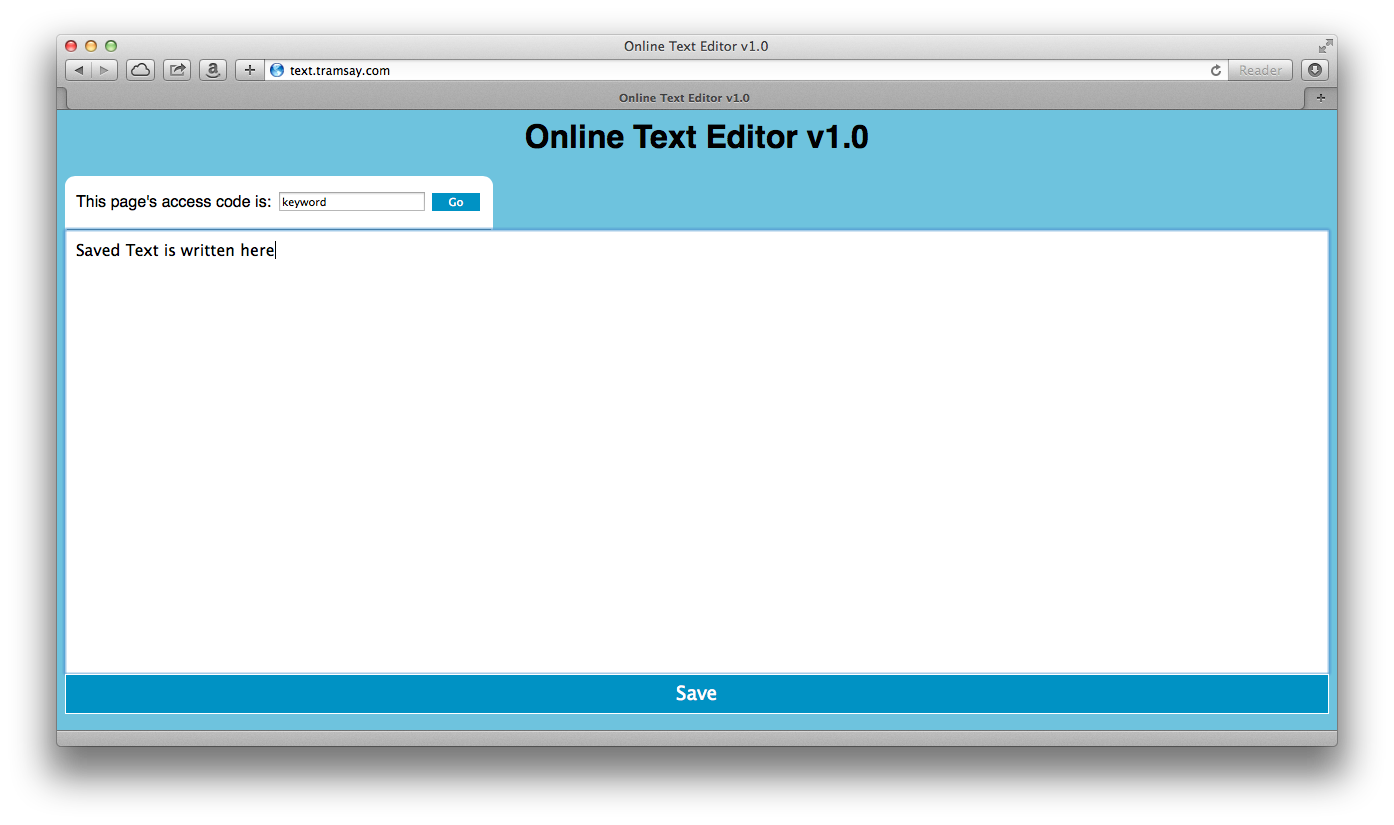 Online Text Editor v1.0
text.tramsay.com
Reader
Online Text Editor v1.0
Online Text Editor v1.0
This page's access code is: keyword Go
Saved Text is written here
Save